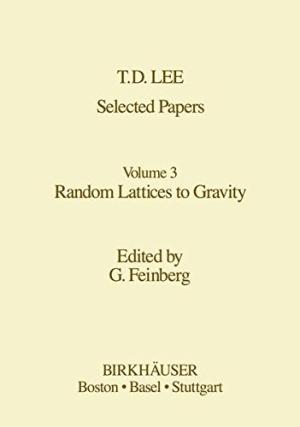 T.D. LEE
Selected Papers
Volume 3
Random Lattices to Gravity
Edited by
G. Feinberg
BIRKHÄUSER
Boston • Basel • Stuttgart